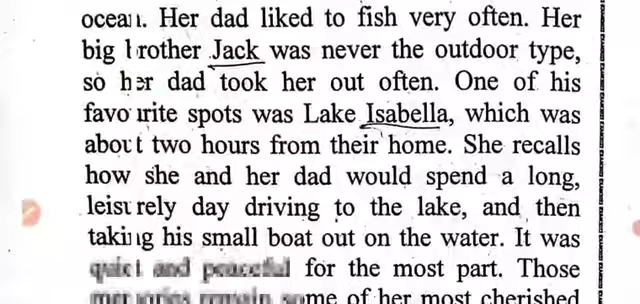 ocean. Her dad liked to fish very often. Her
big brother Jack was never the outdoor type,
so her dad took her out often. One of his
favourite spots was Lake Isabella, which was
about two hours from their home. She recalls
how she and her dad would spend a long,
leisurely day driving to the lake, and then
taking his small boat out on the water. It was
quiet and peaceful for the most part. Those
memories remain some of her most cherished